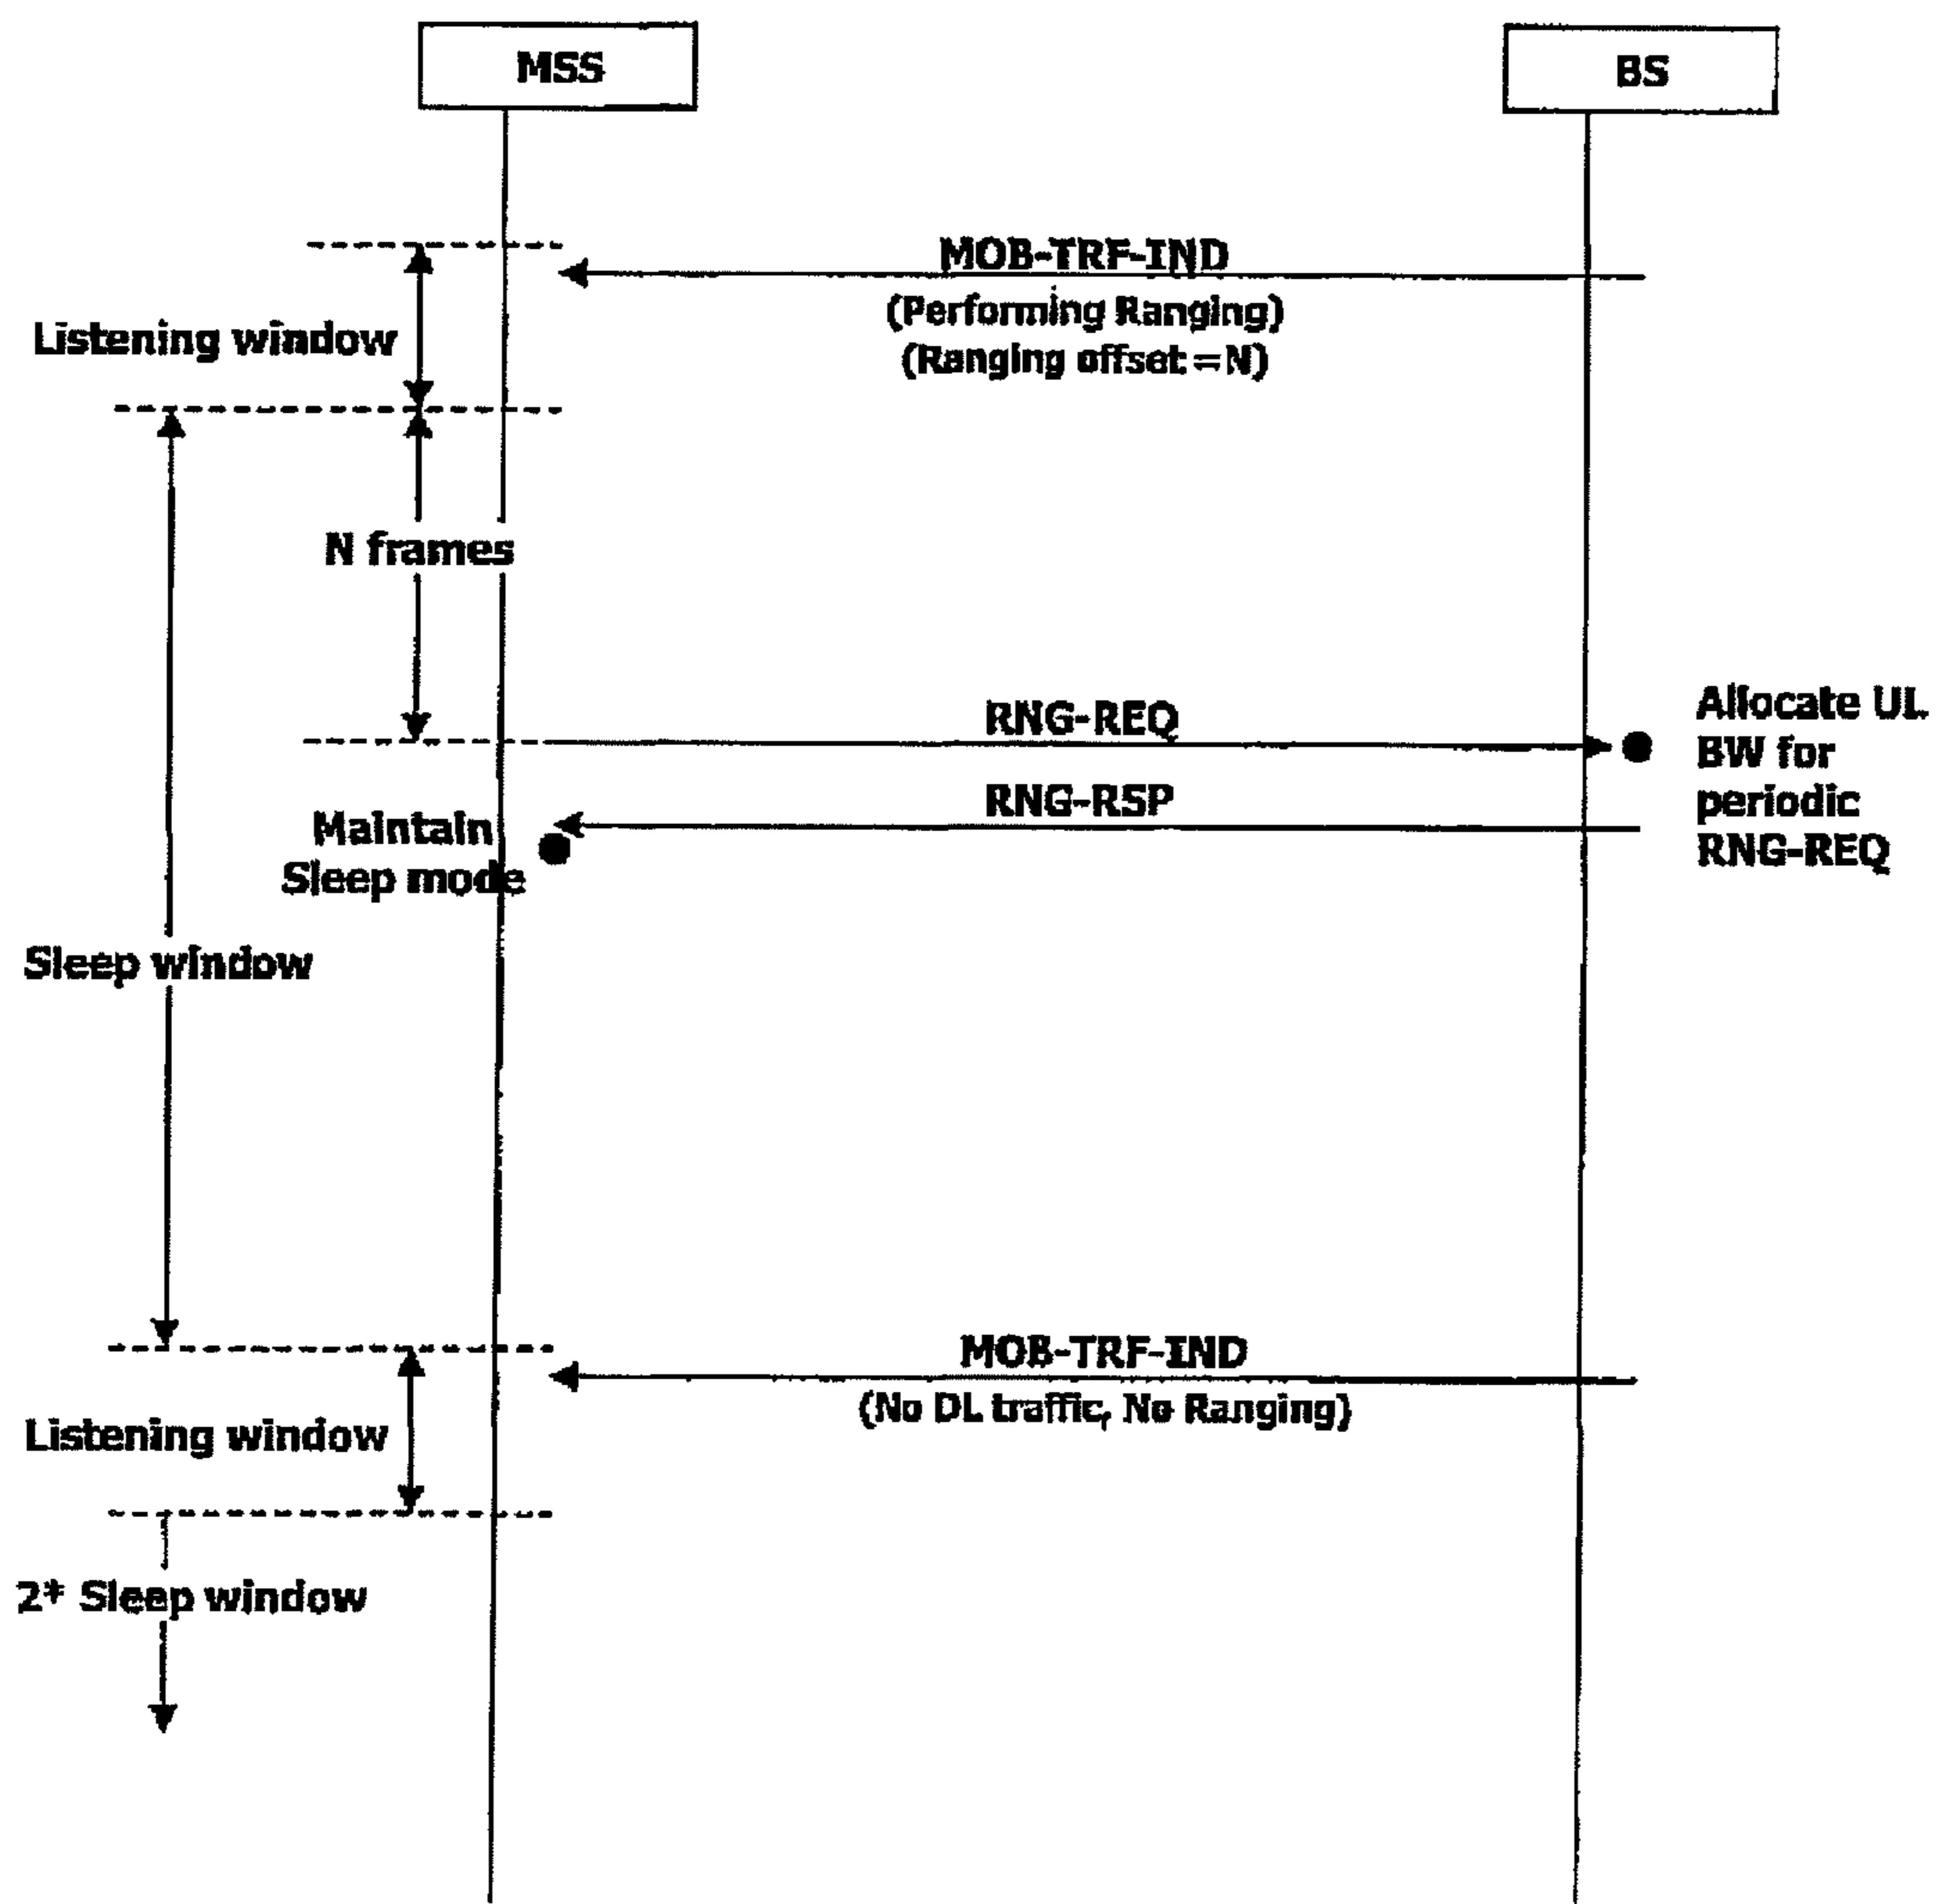 MSS
BS
MOB-TRF-IND
(Performing Ranging)
(Ranging offset=N)
Listening window
N frames
RNG-REQ
Allocate UL
BW for
periodic
RNG-REQ
RNG-RSP
Maintain
Sleep mode
Sleep window
MOB-TRF-IND
(No DL traffic, No Ranging)
Listening window
2* Sleep window